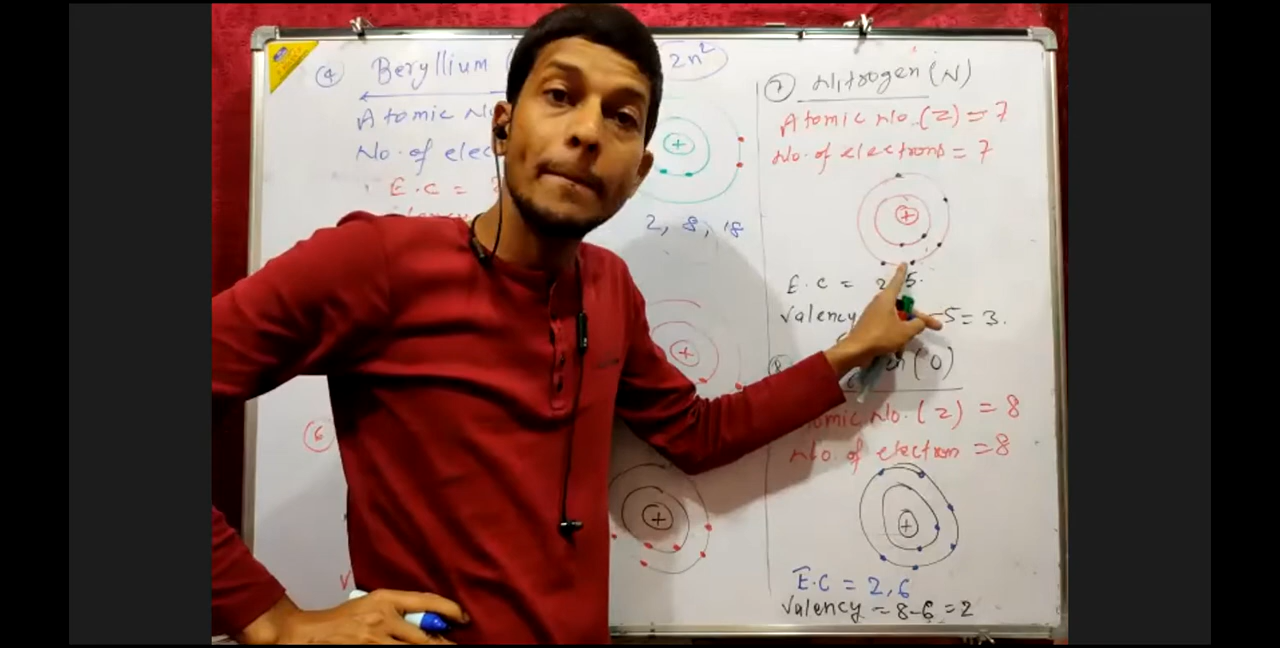 4 Beryllium
Atomic No
No. of elec
E.C =
2n²
+
2, 8, 18
+
6
+
7 Nitrogen (N)
Atomic No. (Z) = 7
No. of electrons = 7
+
E.C = 2 5.
Valency -5 = 3.
8 (O)
No. (Z) = 8
No. of electron = 8
+
E.C = 2,6
Valency = 8-6 = 2